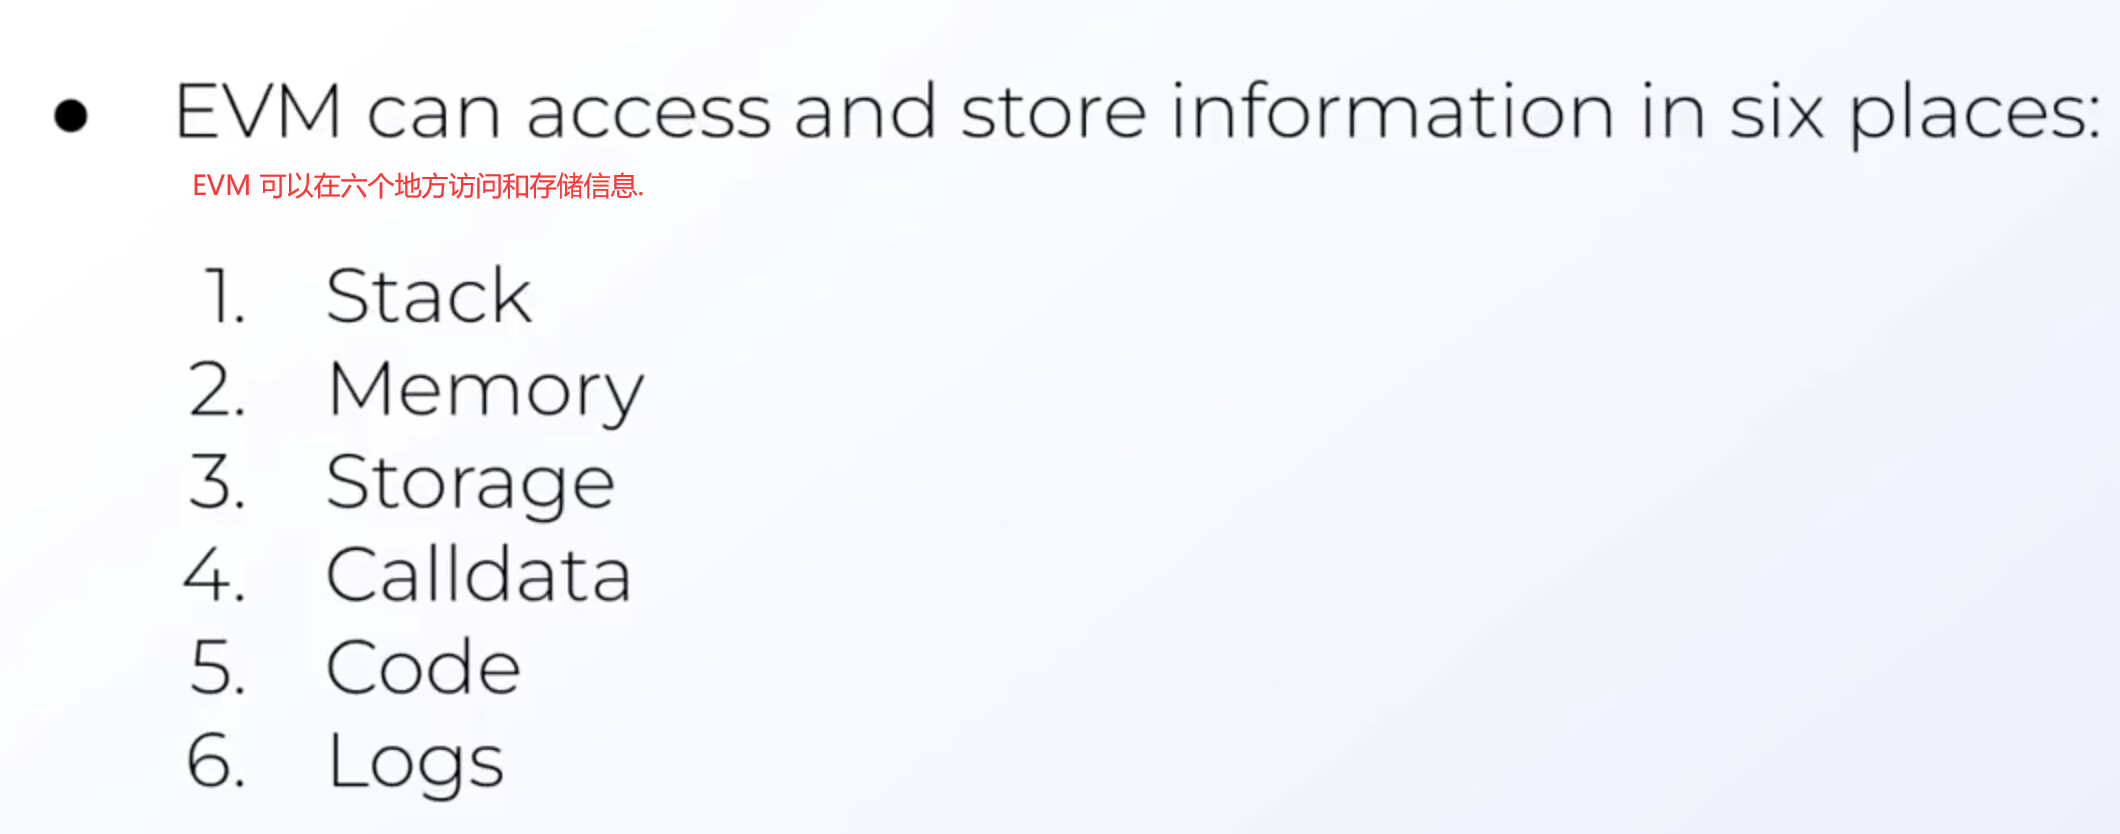 ● EVM can access and store information in six places:
EVM 可以在六个地方访问和存储信息.
1. Stack
2. Memory
3. Storage
4. Calldata
5. Code
6. Logs